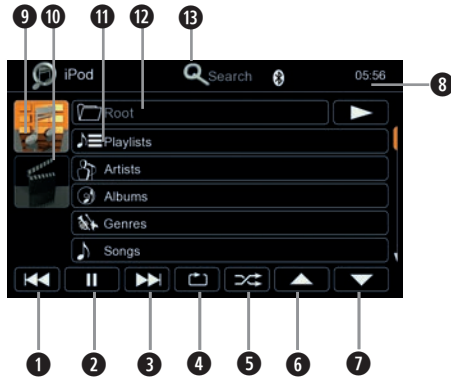 9 10 11 12 13
iPod Search 05:56
8
Root
Playlists
Artists
Albums
Genres
Songs
1 2 3 4 5 6 7